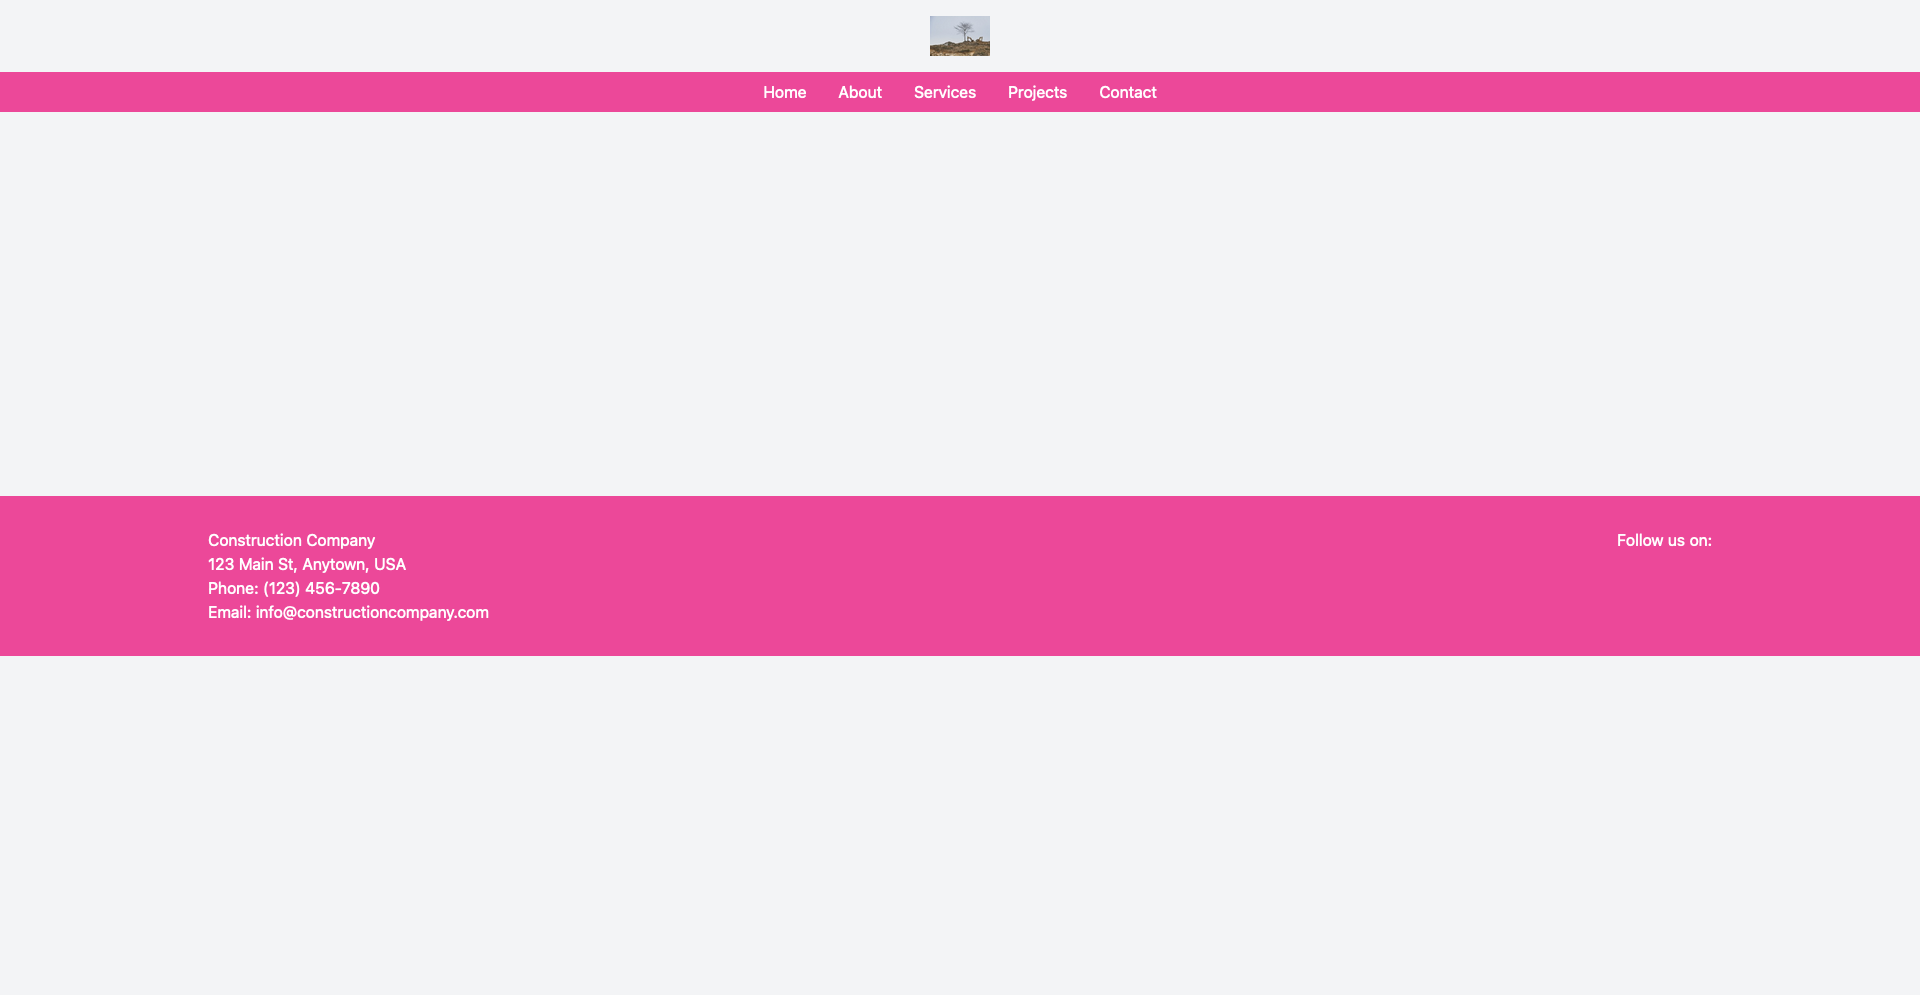 Home
About
Services
Projects
Contact
Construction Company
123 Main St, Anytown, USA
Phone: (123) 456-7890
Email: info@constructioncompany.com
Follow us on: